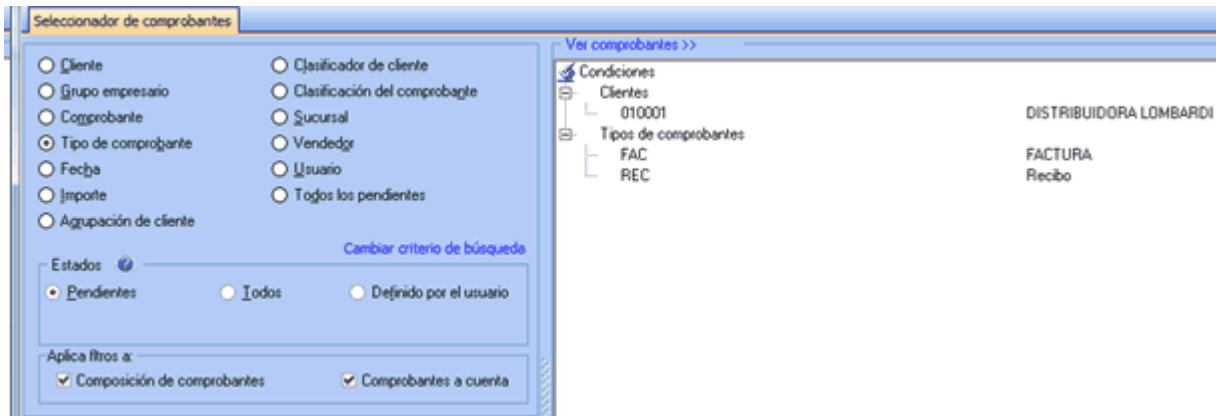 Seleccionador de comprobantes
Cliente
Clasificador de cliente
Grupo empresario
Clasificación del comprobante
Comprobante
Sucursal
Tipo de comprobante
Vendedor
Fecha
Usuario
Importe
Todos los pendientes
Agrupación de cliente
Cambiar criterio de búsqueda
Estados
Pendientes
Todos
Definido por el usuario
Aplica fltros a:
Composición de comprobantes
Comprobantes a cuenta
Ver comprobantes >>
Condiciones
Clientes
010001 DISTRIBUIDORA LOMBARDI
Tipos de comprobantes
FAC FACTURA
REC Recibo